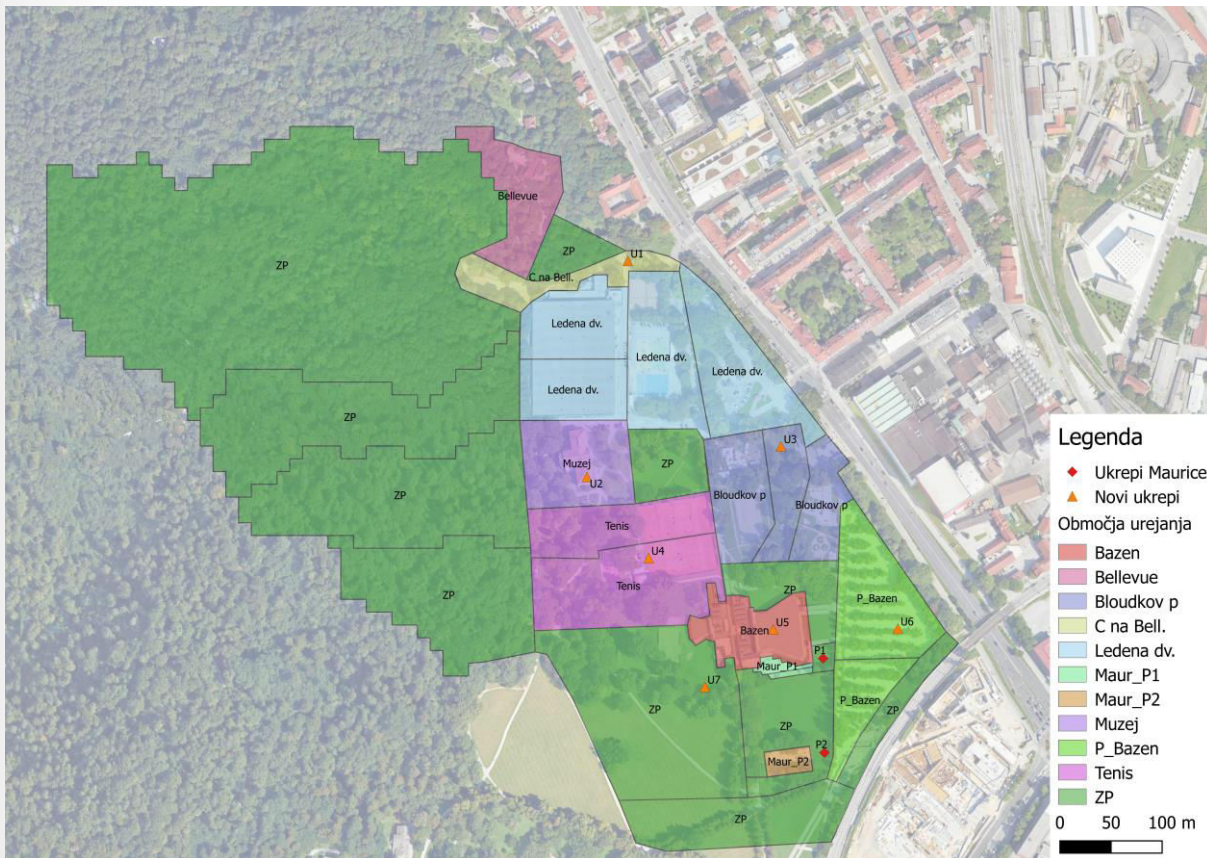 Bellevue
ZP
ZP
U1
C na Bell.
Ledena dv.
Ledena dv.
Ledena dv.
Ledena dv.
ZP
U3
Muzej
ZP
U2
ZP
Bloudkov p
Bloudkov p
Tenis
U4
ZP
Tenis
ZP
P_Bazen
Bazen
U5
U6
P1
Maur_P1
U7
P_Bazen
ZP
ZP
ZP
P2
Maur_P2
ZP
Legenda
Ukrepi Maurice
Novi ukrepi
Območja urejanja
Bazen
Bellevue
Bloudkov p
C na Bell.
Ledena dv.
Maur_P1
Maur_P2
Muzej
P_Bazen
Tenis
ZP
0 50 100 m